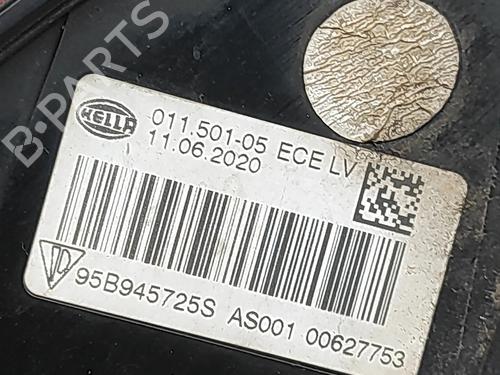 B-PARTS
HELLA
011.501-05 ECE LV
11.06.2020
95B945725S AS001 00627753